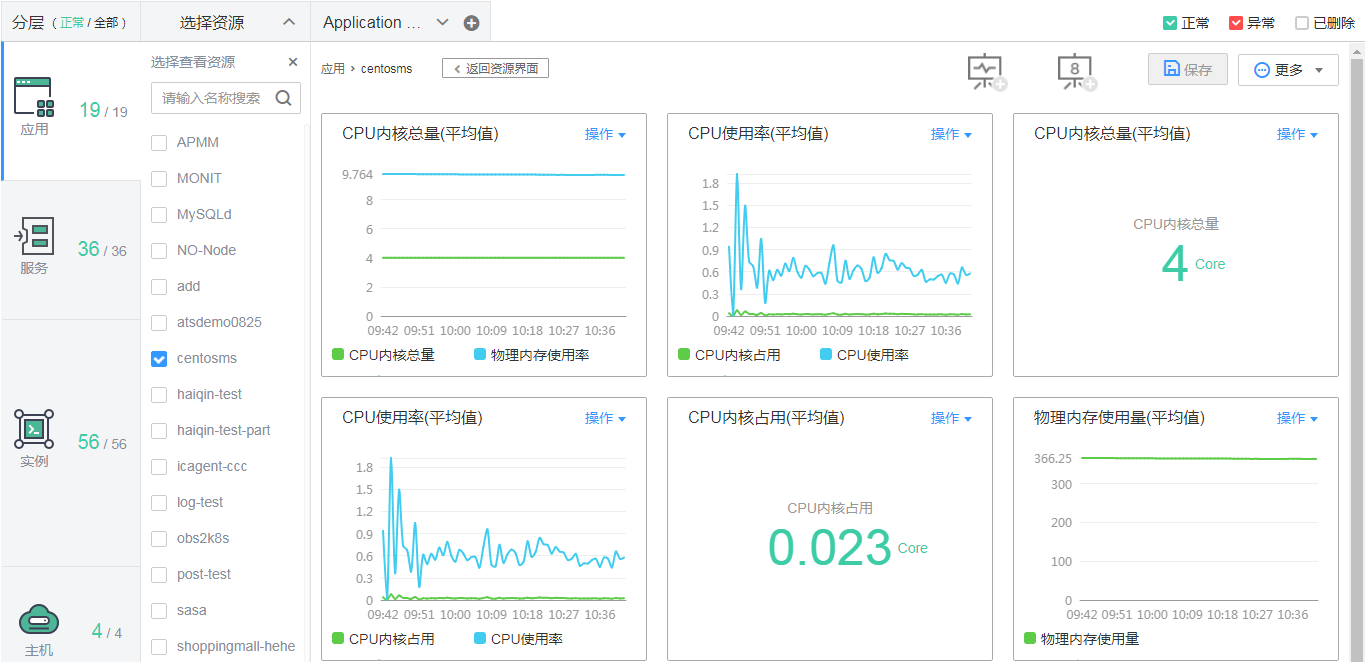 分层（正常 / 全部）
选择资源
Application ...
正常
异常
已删除
应用
19 / 19
服务
36 / 36
实例
56 / 56
主机
4 / 4
选择查看资源 ×
请输入名称搜索
APMM
MONIT
MySQLd
NO-Node
add
atsdemo0825
centosms
haiqin-test
haiqin-test-part
icagent-ccc
log-test
obs2k8s
post-test
sasa
shoppingmall-hehe
应用 › centosms
返回资源界面
8
保存
更多
CPU内核总量(平均值) 操作
9.764
8
6
4
2
0
09:42 09:51 10:00 10:09 10:18 10:27 10:36
CPU内核总量 物理内存使用率
CPU使用率(平均值) 操作
1.8
1.5
1.2
0.9
0.6
0.3
0
09:42 09:51 10:00 10:09 10:18 10:27 10:36
CPU内核占用 CPU使用率
CPU内核总量(平均值) 操作
CPU内核总量
4 Core
CPU使用率(平均值) 操作
1.8
1.5
1.2
0.9
0.6
0.3
0
09:42 09:51 10:00 10:09 10:18 10:27 10:36
CPU内核占用 CPU使用率
CPU内核占用(平均值) 操作
CPU内核占用
0.023 Core
物理内存使用量(平均值) 操作
366.25
300
200
100
0
09:42 09:51 10:00 10:09 10:18 10:27 10:36
物理内存使用量